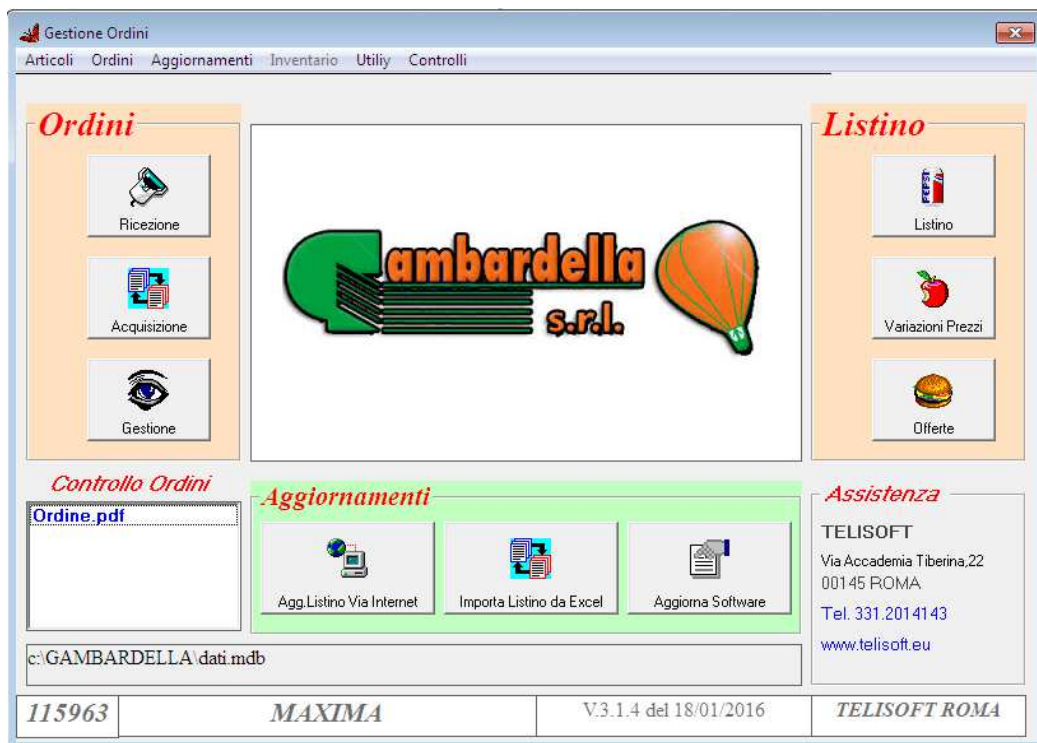 Gestione Ordini
Articoli Ordini Aggiornamenti Inventario Utiliy Controlli
Ordini
Ricezione
Acquisizione
Gestione
Gambardella
s.r.l.
Listino
PEPSI
Listino
Variazioni Prezzi
Offerte
Controllo Ordini
Ordine.pdf
Aggiornamenti
Agg.Listino Via Internet
Importa Listino da Excel
Aggiorna Software
Assistenza
TELISOFT
Via Accademia Tiberina,22
00145 ROMA
Tel. 331.2014143
www.telisoft.eu
c:\GAMBARDELLA\dati.mdb
115963 MAXIMA V.3.1.4 del 18/01/2016 TELISOFT ROMA